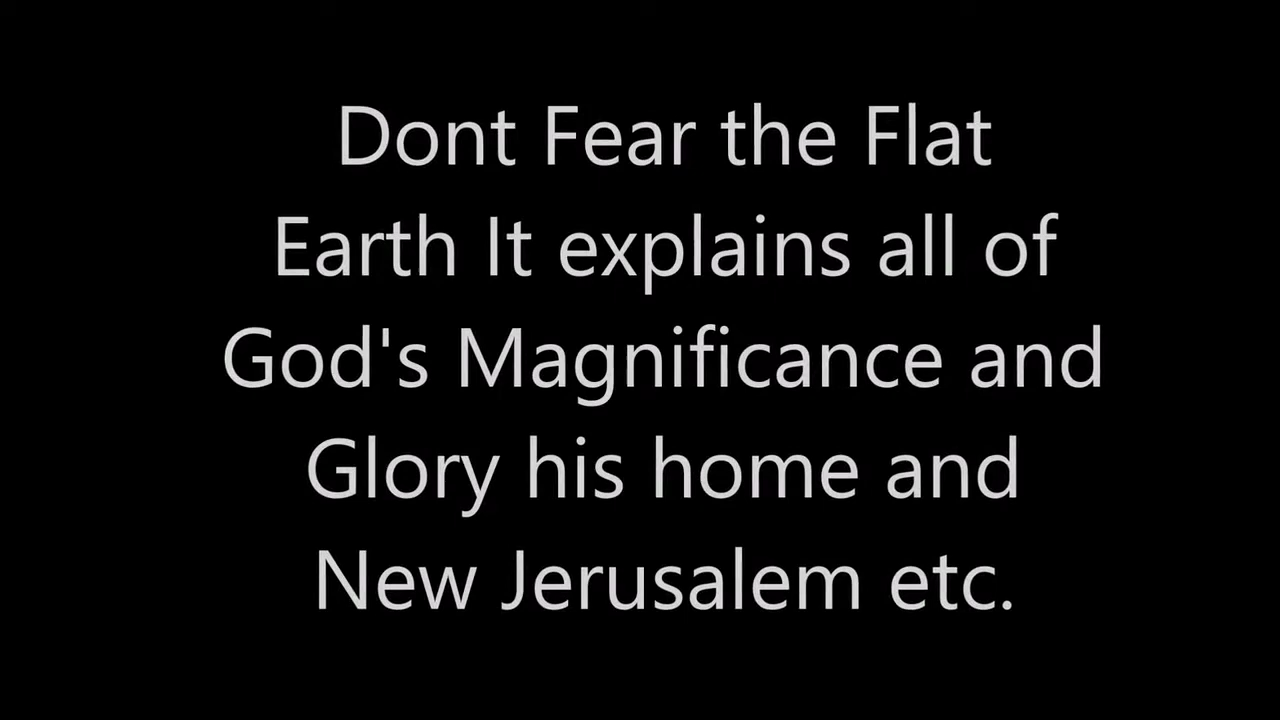 Dont Fear the Flat
Earth It explains all of
God's Magnificance and
Glory his home and
New Jerusalem etc.